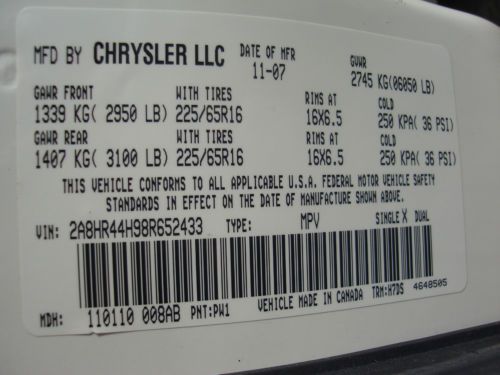 MFD BY CHRYSLER LLC DATE OF MFR 11-07 GVWR 2745 KG(06050 LB)
GAWR FRONT WITH TIRES RIMS AT COLD
1339 KG( 2950 LB) 225/65R16 16X6.5 250 KPA( 36 PSI)
GAWR REAR WITH TIRES RIMS AT COLD
1407 KG( 3100 LB) 225/65R16 16X6.5 250 KPA( 36 PSI)
THIS VEHICLE CONFORMS TO ALL APPLICABLE U.S.A. FEDERAL MOTOR VEHICLE SAFETY
STANDARDS IN EFFECT ON THE DATE OF MANUFACTURE SHOWN ABOVE.
VIN: 2A8HR44H98R652433 TYPE: MPV SINGLE X DUAL
MDH: 110110 008AB PNT:PW1 VEHICLE MADE IN CANADA TRM:H7DS 4648505